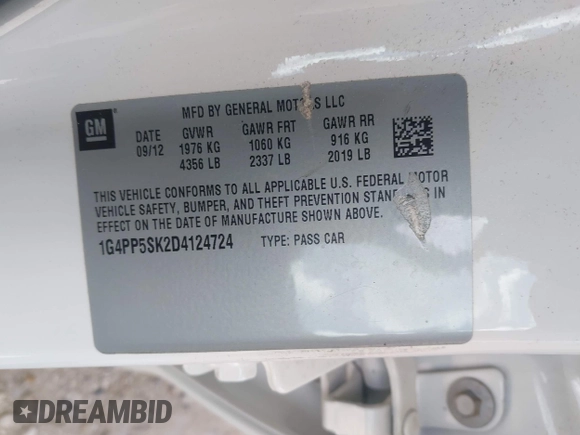 GM
MFD BY GENERAL MOTORS LLC
DATE GVWR GAWR FRT GAWR RR
09/12 1976 KG 1060 KG 916 KG
4356 LB 2337 LB 2019 LB
THIS VEHICLE CONFORMS TO ALL APPLICABLE U.S. FEDERAL MOTOR
VEHICLE SAFETY, BUMPER, AND THEFT PREVENTION STANDARDS IN
EFFECT ON THE DATE OF MANUFACTURE SHOWN ABOVE.
1G4PP5SK2D4124724 TYPE: PASS CAR
DREAMBID